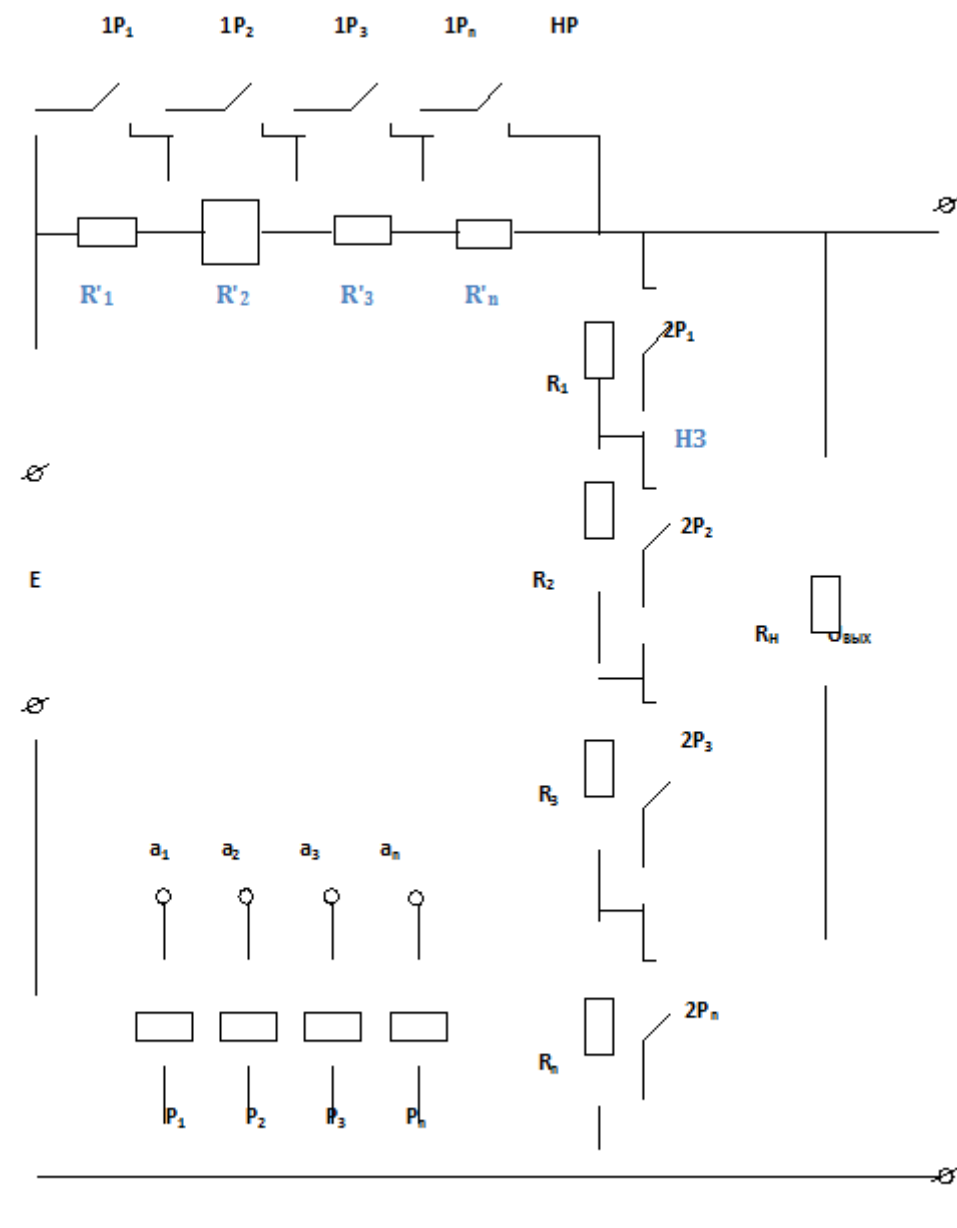 1P₁ 1P₂ 1P₃ 1Pₙ НР
R'₁ R'₂ R'₃ R'ₙ
2P₁
R₁
НЗ
2P₂
R₂
E
Rн Uвых
2P₃
R₃
a₁ a₂ a₃ aₙ
2Pₙ
Rₙ
P₁ P₂ P₃ Pₙ